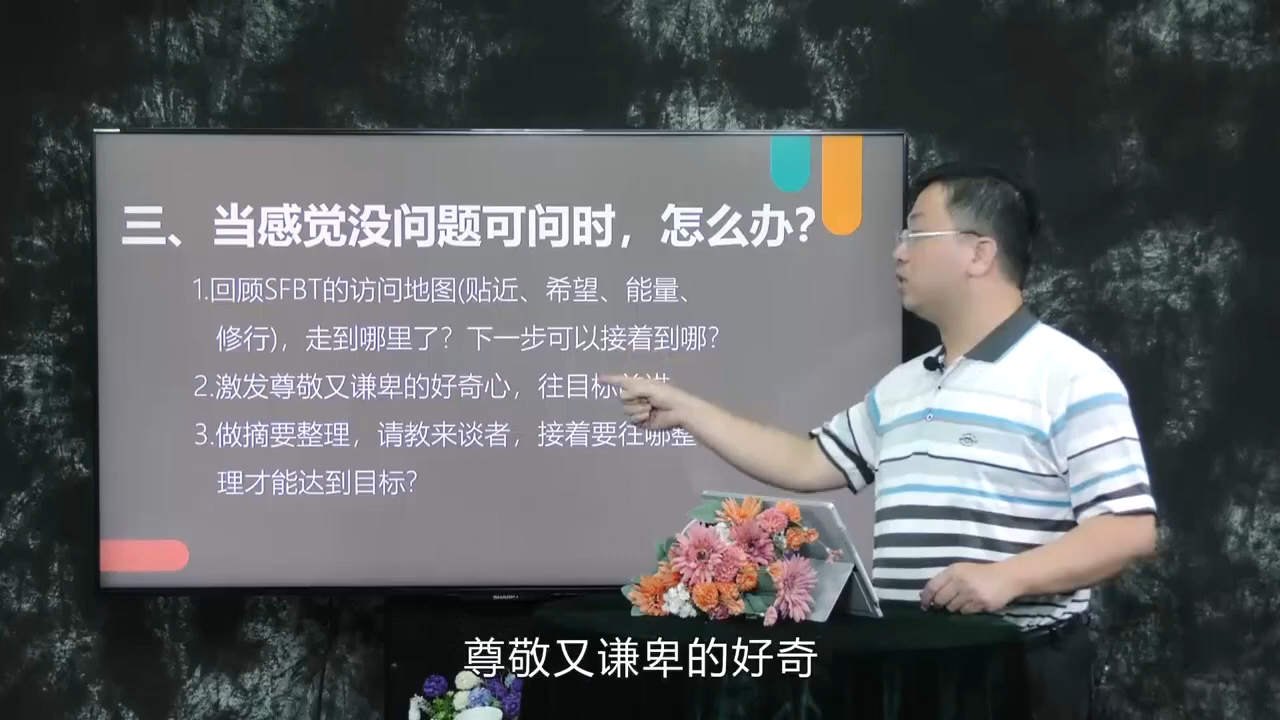 三、当感觉没问题可问时，怎么办?
1.回顾SFBT的访问地图(贴近、希望、能量、
修行)，走到哪里了？下一步可以接着到哪?
2.激发尊敬又谦卑的好奇心，往目标前进
3.做摘要整理，请教来谈者，接着要往哪整
理才能达到目标?
SHARP
尊敬又谦卑的好奇